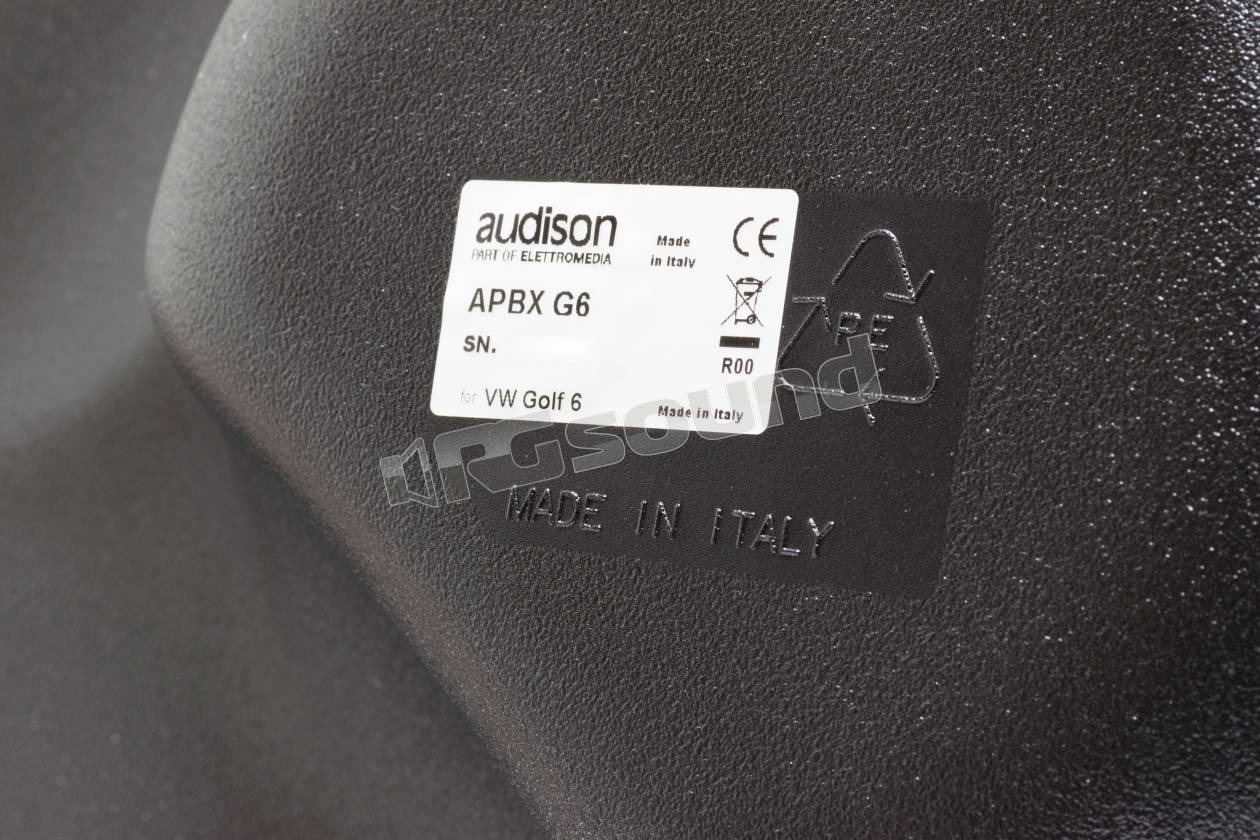 audison
PART OF ELETTROMEDIA
Made
in Italy
CE
APBX G6
SN.
R00
for VW Golf 6
Made in Italy
PE
RGsound
MADE IN ITALY